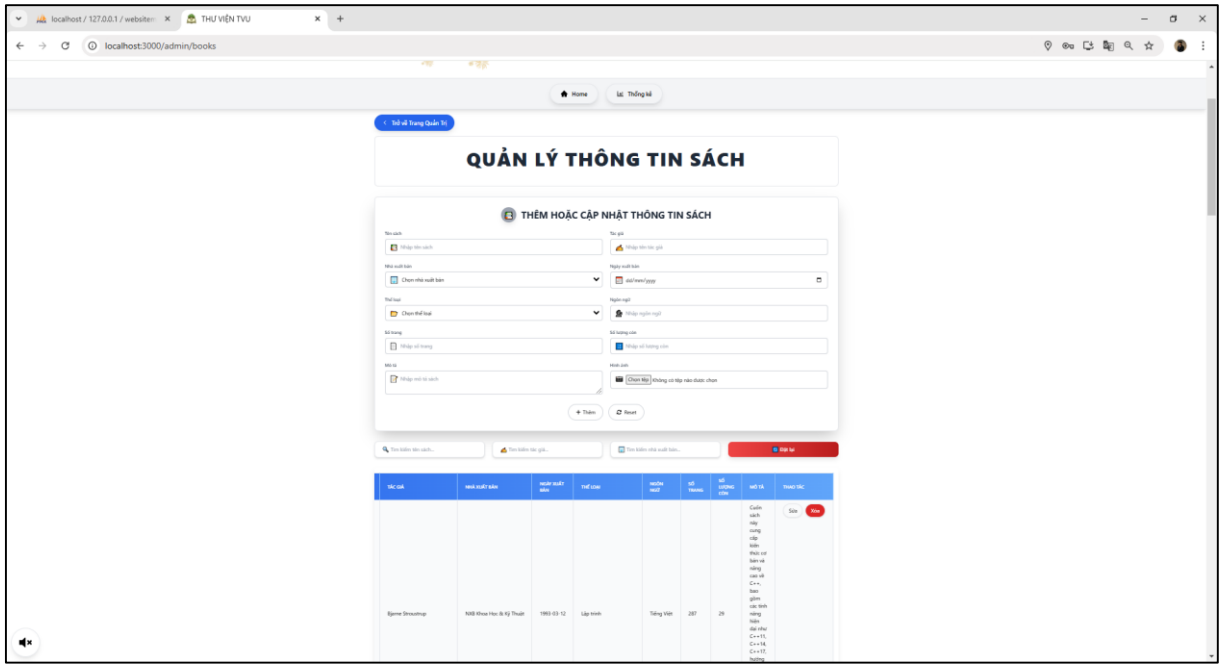 localhost / 127.0.0.1 / website
THƯ VIỆN TVU
localhost:3000/admin/books
Home
Thống kê
Trở về Trang Quản Trị
QUẢN LÝ THÔNG TIN SÁCH
THÊM HOẶC CẬP NHẬT THÔNG TIN SÁCH
Tên sách
Tác giả
Nhập tên sách
Nhập tên tác giả
Nhà xuất bản
Ngày xuất bản
Chọn nhà xuất bản
dd/mm/yyyy
Thể loại
Ngôn ngữ
Chọn thể loại
Nhập ngôn ngữ
Số trang
Số lượng còn
Nhập số trang
Nhập số lượng còn
Mô tả
Hình ảnh
Nhập mô tả sách
Chọn tệp Không có tệp nào được chọn
+ Thêm
Reset
Tìm kiếm tên sách...
Tìm kiếm tác giả...
Tìm kiếm nhà xuất bản...
Đặt lại
TÁC GIẢ
NHÀ XUẤT BẢN
NGÀY XUẤT BẢN
THỂ LOẠI
NGÔN NGỮ
SỐ TRANG
SỐ LƯỢNG CÒN
MÔ TẢ
THAO TÁC
Bjarne Stroustrup
NXB Khoa Học & Kỹ Thuật
1993-03-12
Lập trình
Tiếng Việt
287
29
Cuốn
sách
này
cung
cấp
kiến
thức cơ
bản và
nâng
cao về
C++,
bao
gồm
các tính
năng
hiện
đại như
C++11,
C++14,
C++17,
hướng
Sửa
Xóa